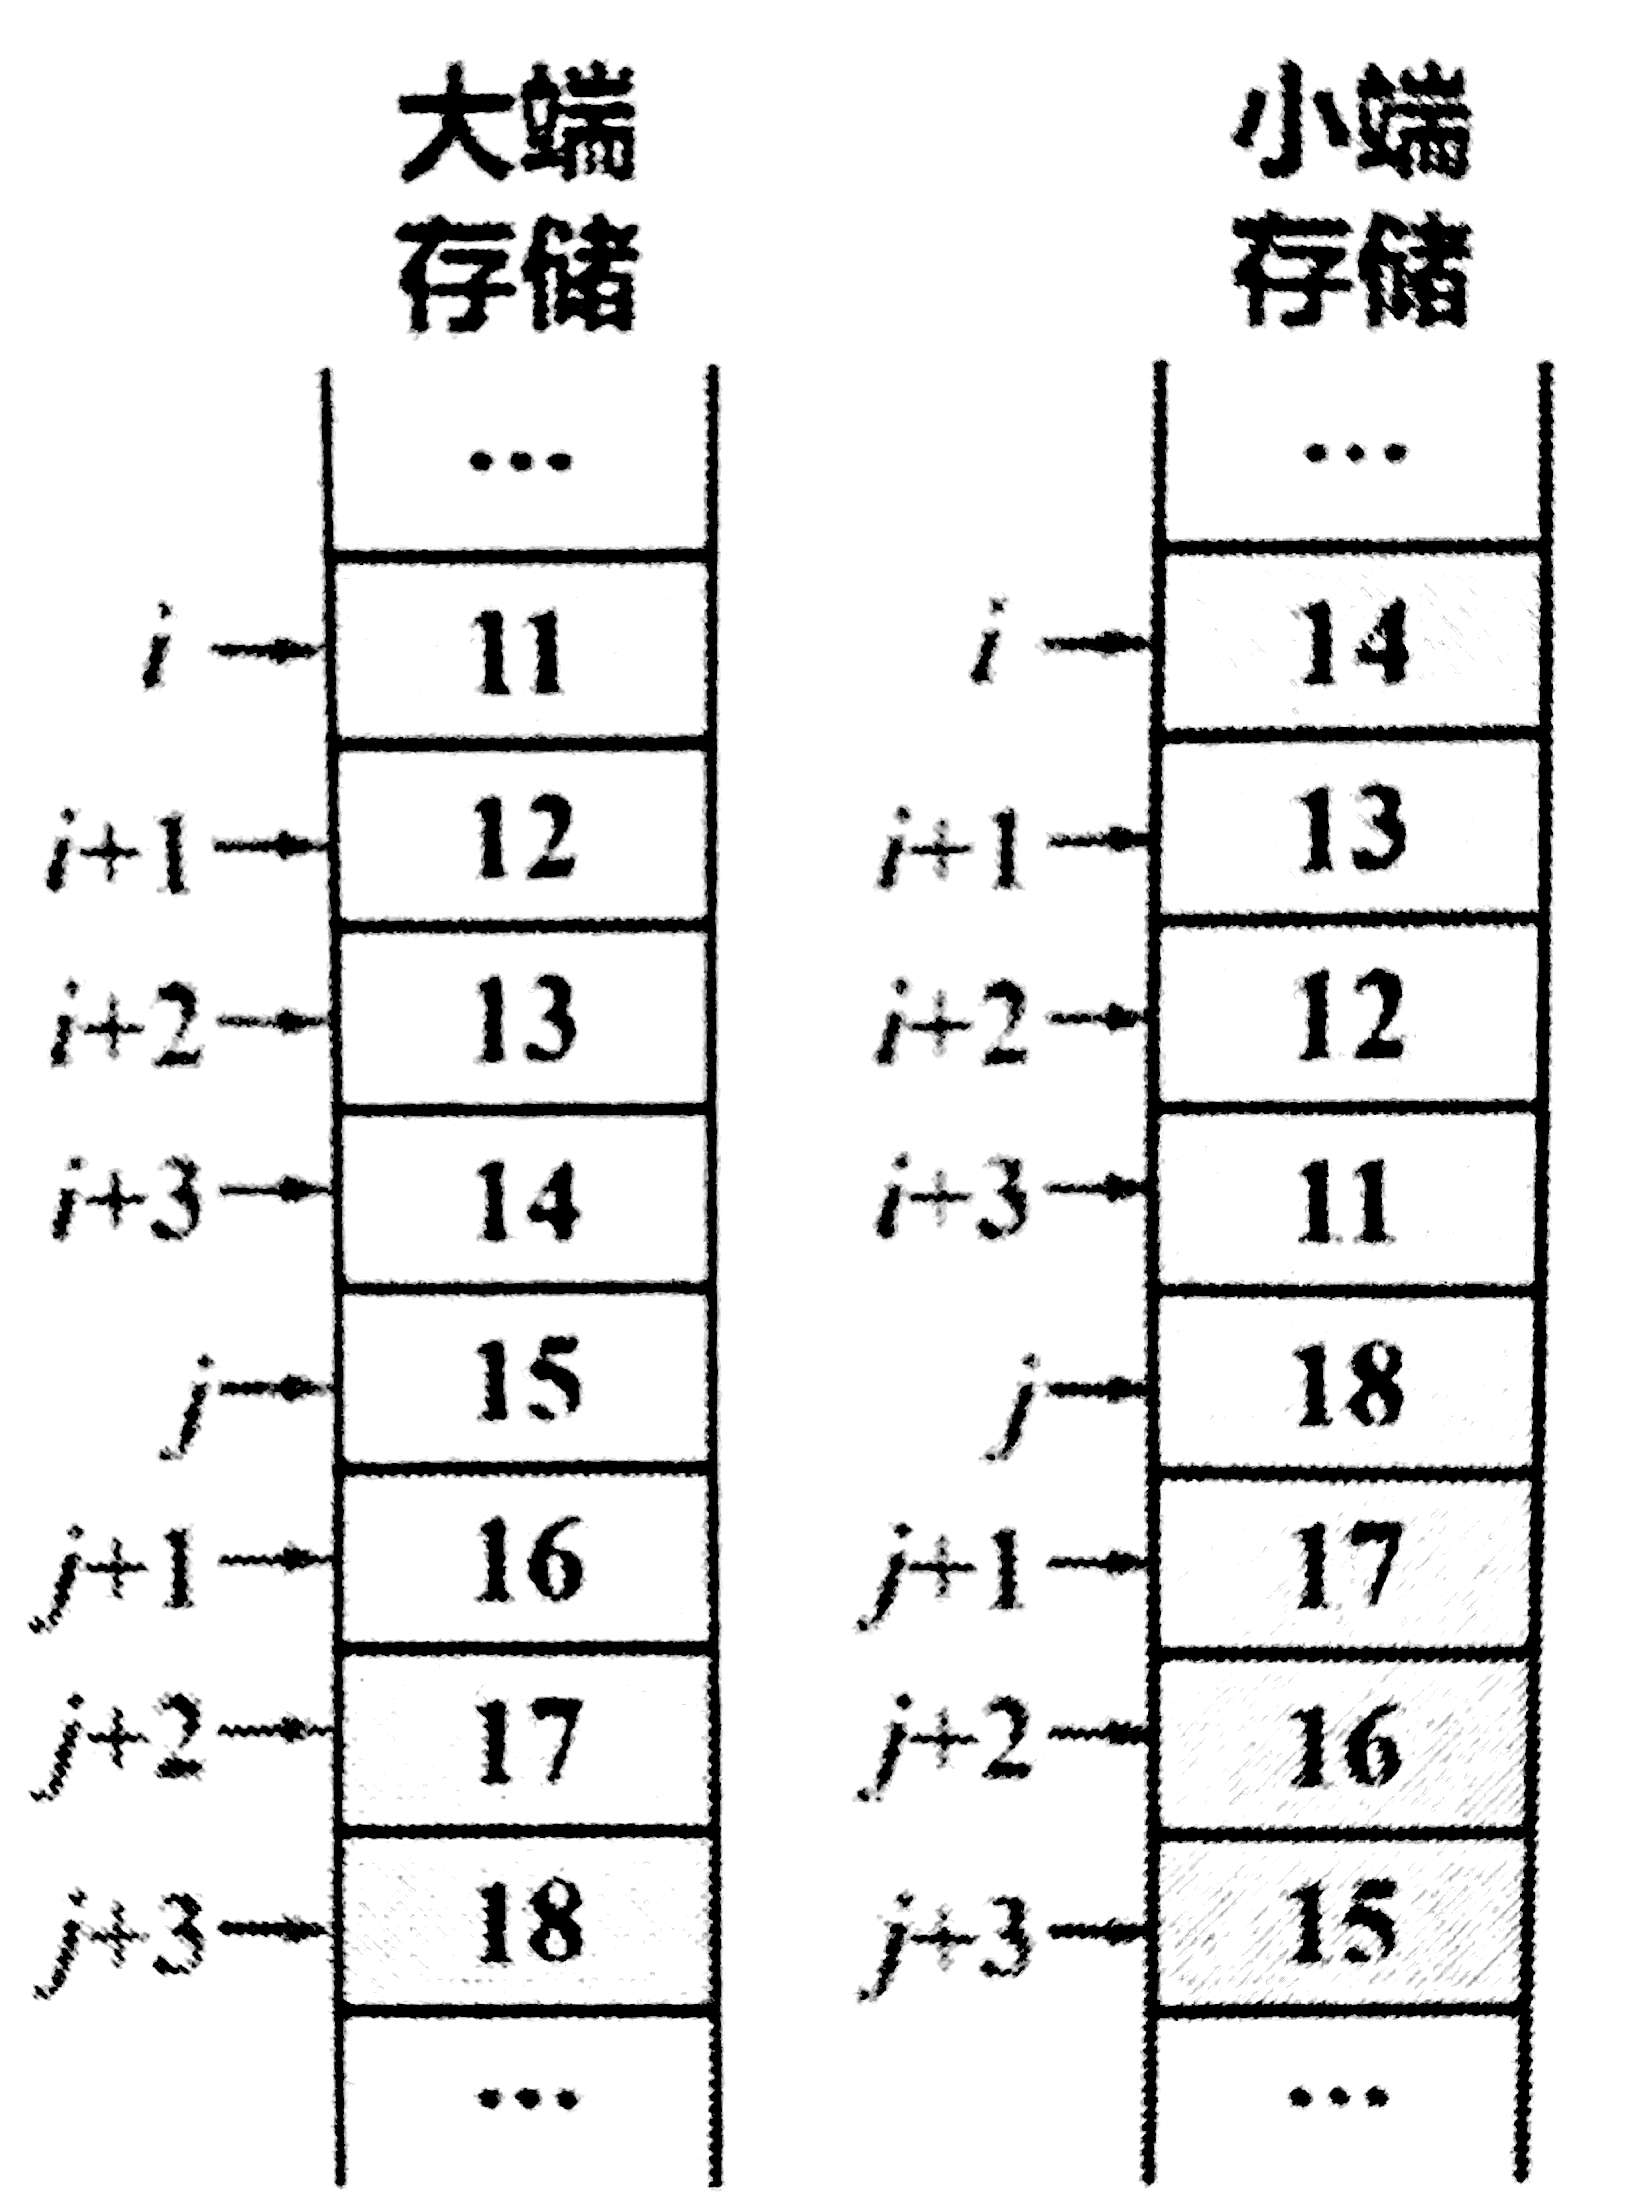 大端 小端
存储 存储
... ...
i 11 i 14
i+1 12 i+1 13
i+2 13 i+2 12
i+3 14 i+3 11
j 15 j 18
j+1 16 j+1 17
j+2 17 j+2 16
j+3 18 j+3 15
... ...